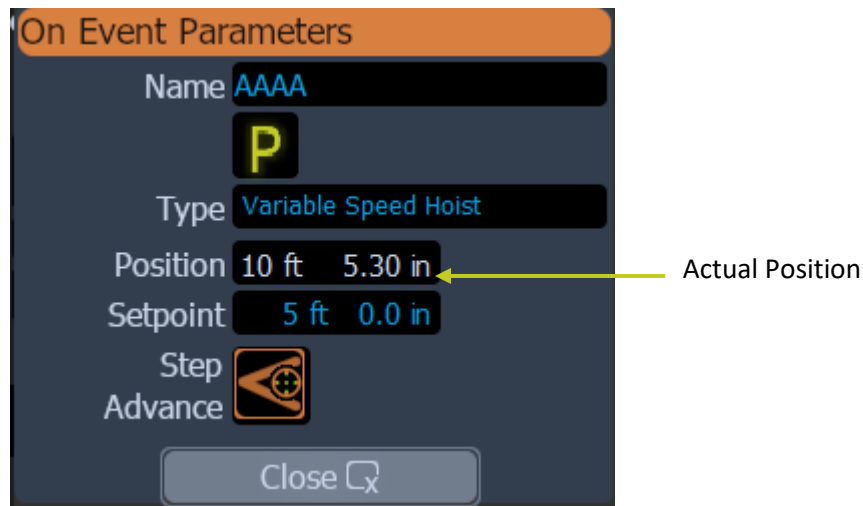 On Event Parameters
Name AAAA
P
Type Variable Speed Hoist
Position 10 ft 5.30 in
Actual Position
Setpoint 5 ft 0.0 in
Step
Advance
Close